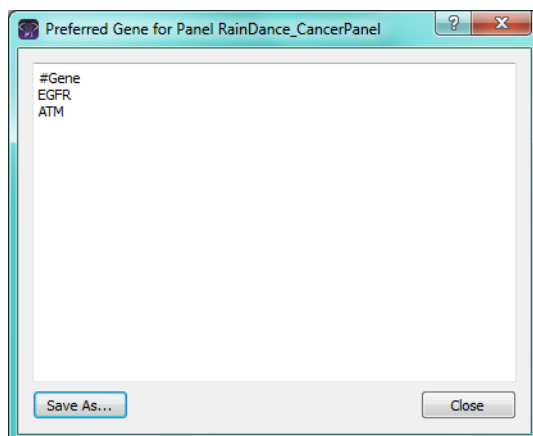 Preferred Gene for Panel RainDance_CancerPanel
#Gene
EGFR
ATM
Save As...
Close